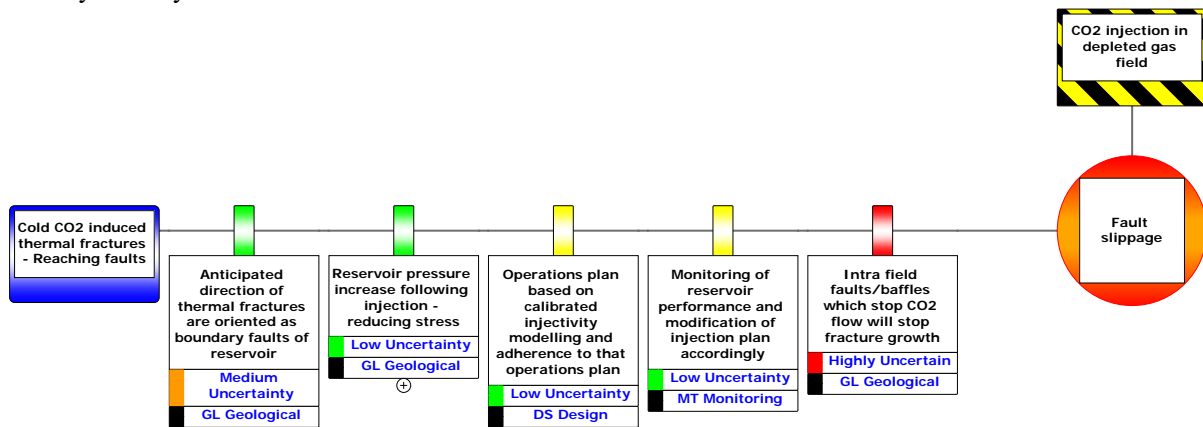 CO2 injection in
depleted gas
field
Cold CO2 induced
thermal fractures
- Reaching faults
Fault
slippage
Anticipated
direction of
thermal fractures
are oriented as
boundary faults of
reservoir
Medium
Uncertainty
GL Geological
Reservoir pressure
increase following
injection -
reducing stress
Low Uncertainty
GL Geological
Operations plan
based on
calibrated
injectivity
modelling and
adherence to that
operations plan
Low Uncertainty
DS Design
Monitoring of
reservoir
performance and
modification of
injection plan
accordingly
Low Uncertainty
MT Monitoring
Intra field
faults/baffles
which stop CO2
flow will stop
fracture growth
Highly Uncertain
GL Geological